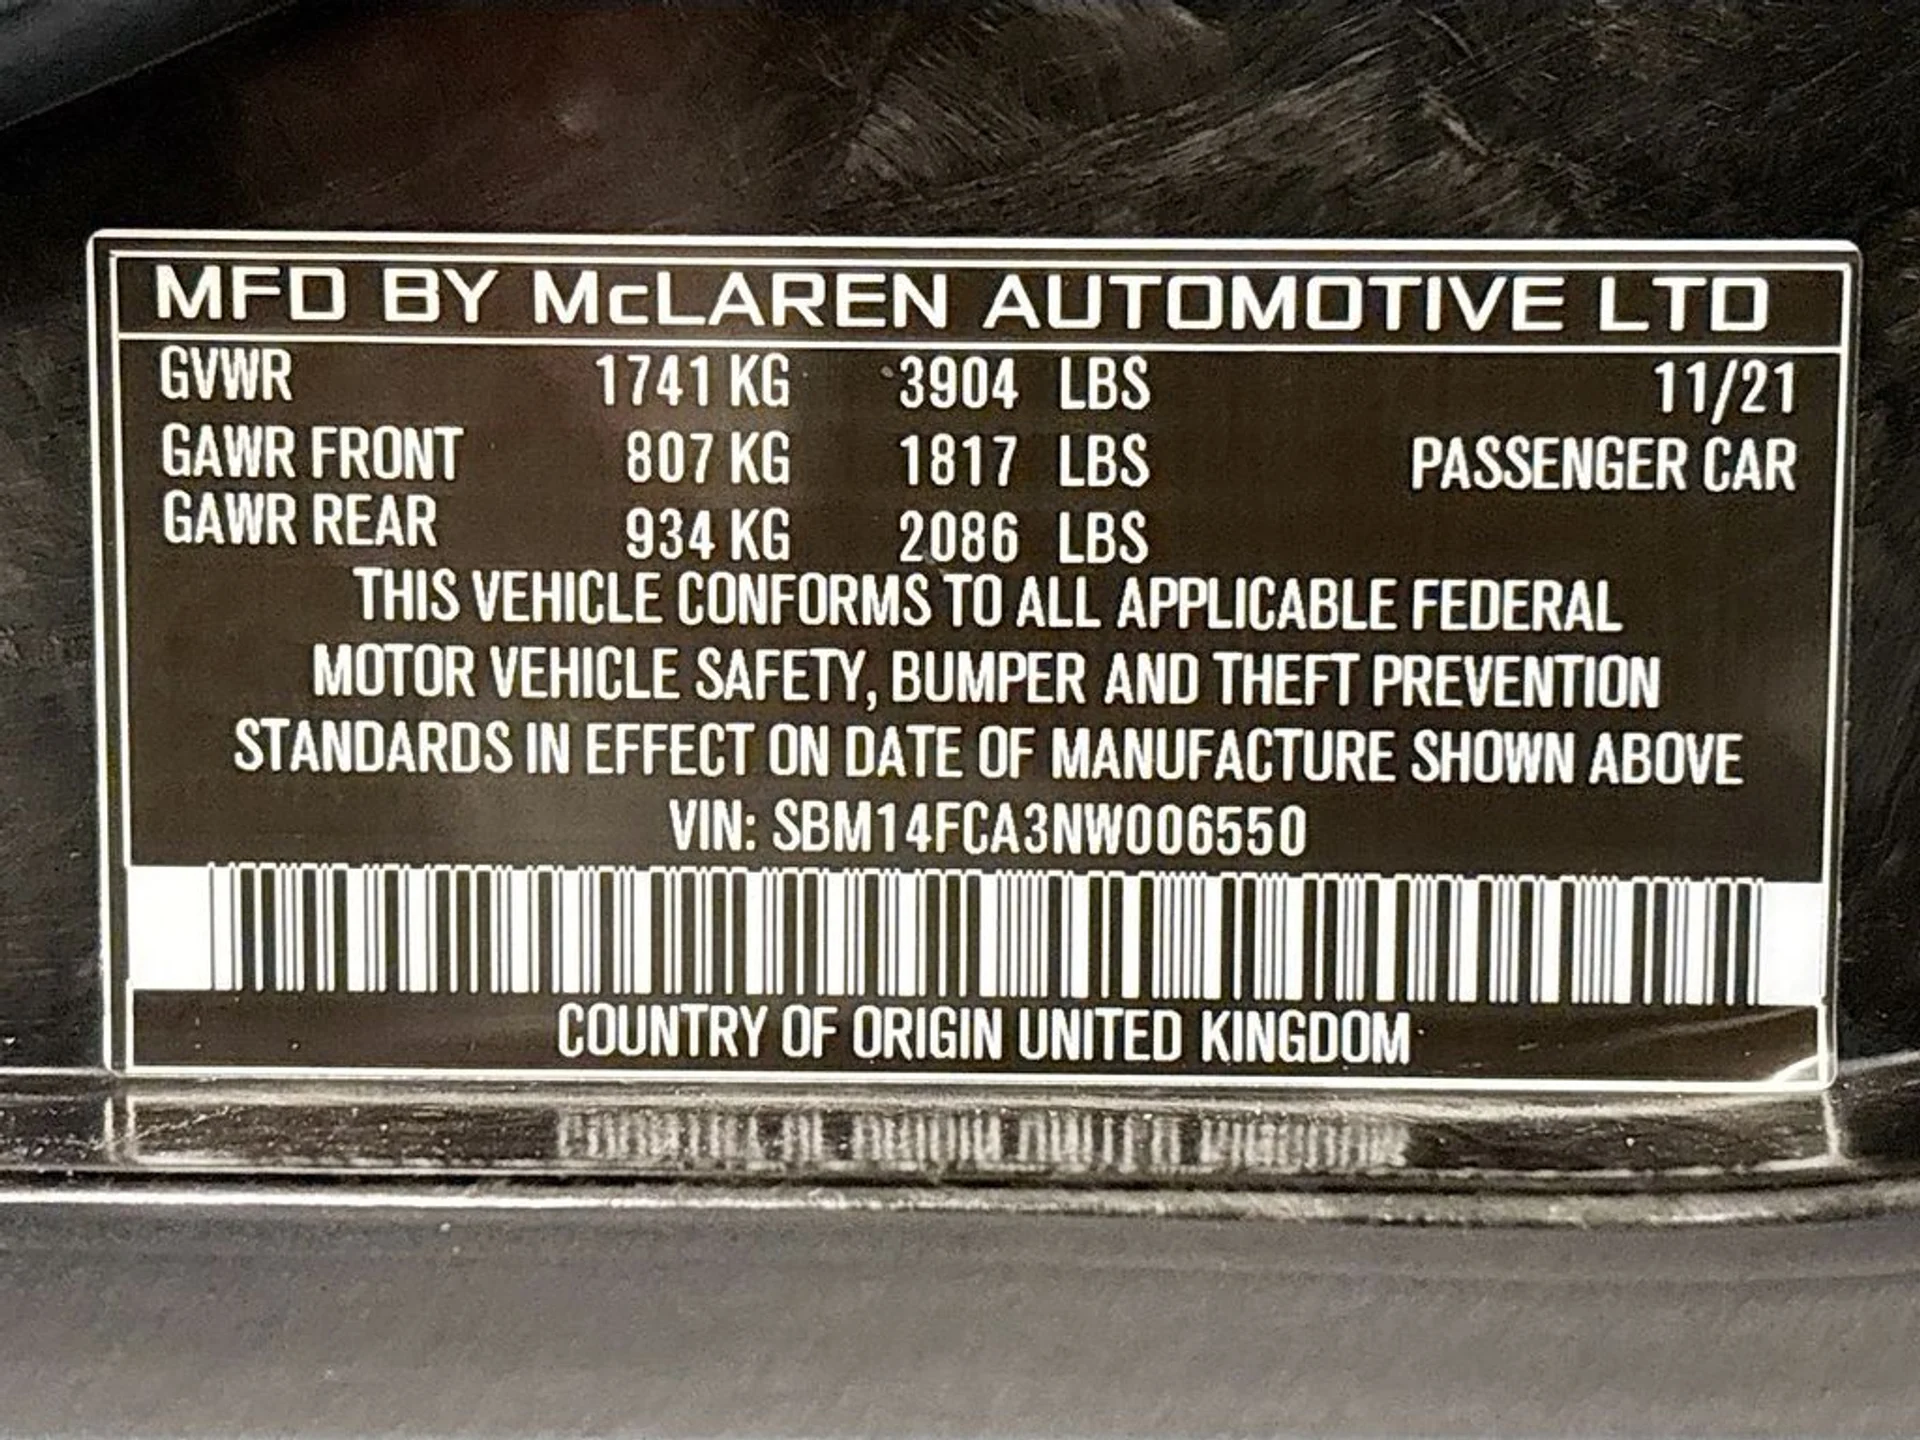 MFD BY McLAREN AUTOMOTIVE LTD
GVWR 1741 KG 3904 LBS 11/21
GAWR FRONT 807 KG 1817 LBS PASSENGER CAR
GAWR REAR 934 KG 2086 LBS
THIS VEHICLE CONFORMS TO ALL APPLICABLE FEDERAL
MOTOR VEHICLE SAFETY, BUMPER AND THEFT PREVENTION
STANDARDS IN EFFECT ON DATE OF MANUFACTURE SHOWN ABOVE
VIN: SBM14FCA3NW006550
COUNTRY OF ORIGIN UNITED KINGDOM